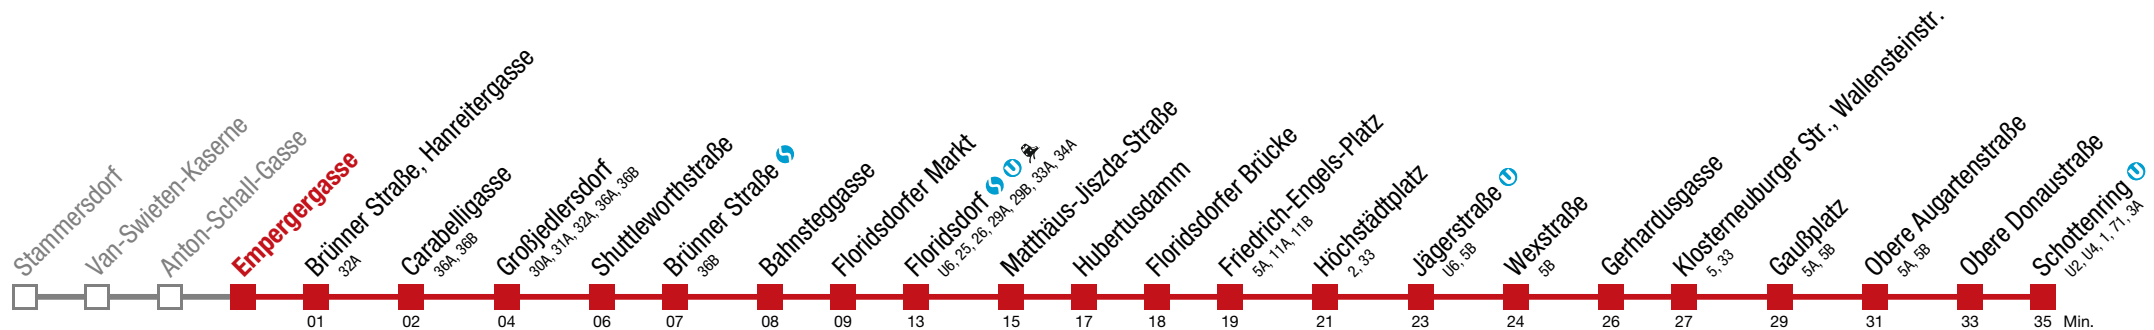 Stammersdorf
Van-Swieten-Kaserne
Anton-Schall-Gasse
Empergergasse
Brünner Straße, Hanreitergasse
32A
Carabelligasse
36A, 36B
Großjedlersdorf
30A, 31A, 32A, 36A, 36B
Shuttleworthstraße
Brünner Straße
36B
Bahnsteggasse
Floridsdorfer Markt
Floridsdorf
U6, 25, 26, 29A, 29B, 33A, 34A
Matthäus-Jiszda-Straße
Hubertusdamm
Floridsdorfer Brücke
Friedrich-Engels-Platz
5A, 11A, 11B
Höchstädtplatz
2, 33
Jägerstraße
U6, 5B
Wexstraße
5B
Gerhardusgasse
Klosterneuburger Str., Wallensteinstr.
5, 33
Gaußplatz
5A, 5B
Obere Augartenstraße
5A, 5B
Obere Donaustraße
Schottenring
U2, U4, 1, 71, 3A
01 02 04 06 07 08 09 13 15 17 18 19 21 23 24 26 27 29 31 33 35 Min.